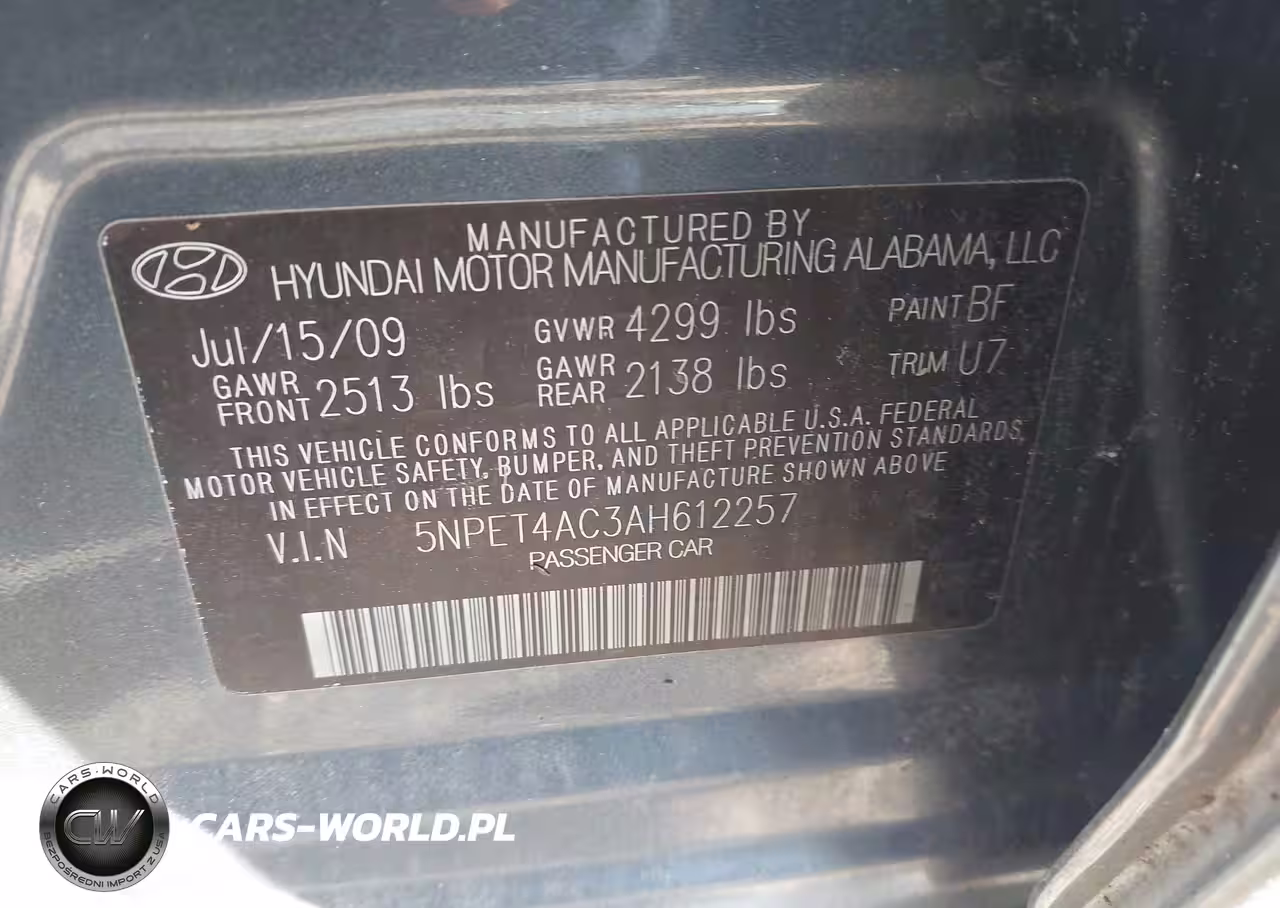 MANUFACTURED BY
HYUNDAI MOTOR MANUFACTURING ALABAMA, LLC
Jul/15/09 GVWR 4299 lbs PAINT BF
GAWR FRONT 2513 lbs GAWR REAR 2138 lbs TRIM U7
THIS VEHICLE CONFORMS TO ALL APPLICABLE U.S.A. FEDERAL
MOTOR VEHICLE SAFETY, BUMPER, AND THEFT PREVENTION STANDARDS,
IN EFFECT ON THE DATE OF MANUFACTURE SHOWN ABOVE
V.I.N 5NPET4AC3AH612257
PASSENGER CAR
CARS-WORLD
CW
BEZPOŚREDNI IMPORT Z USA
CARS-WORLD.PL